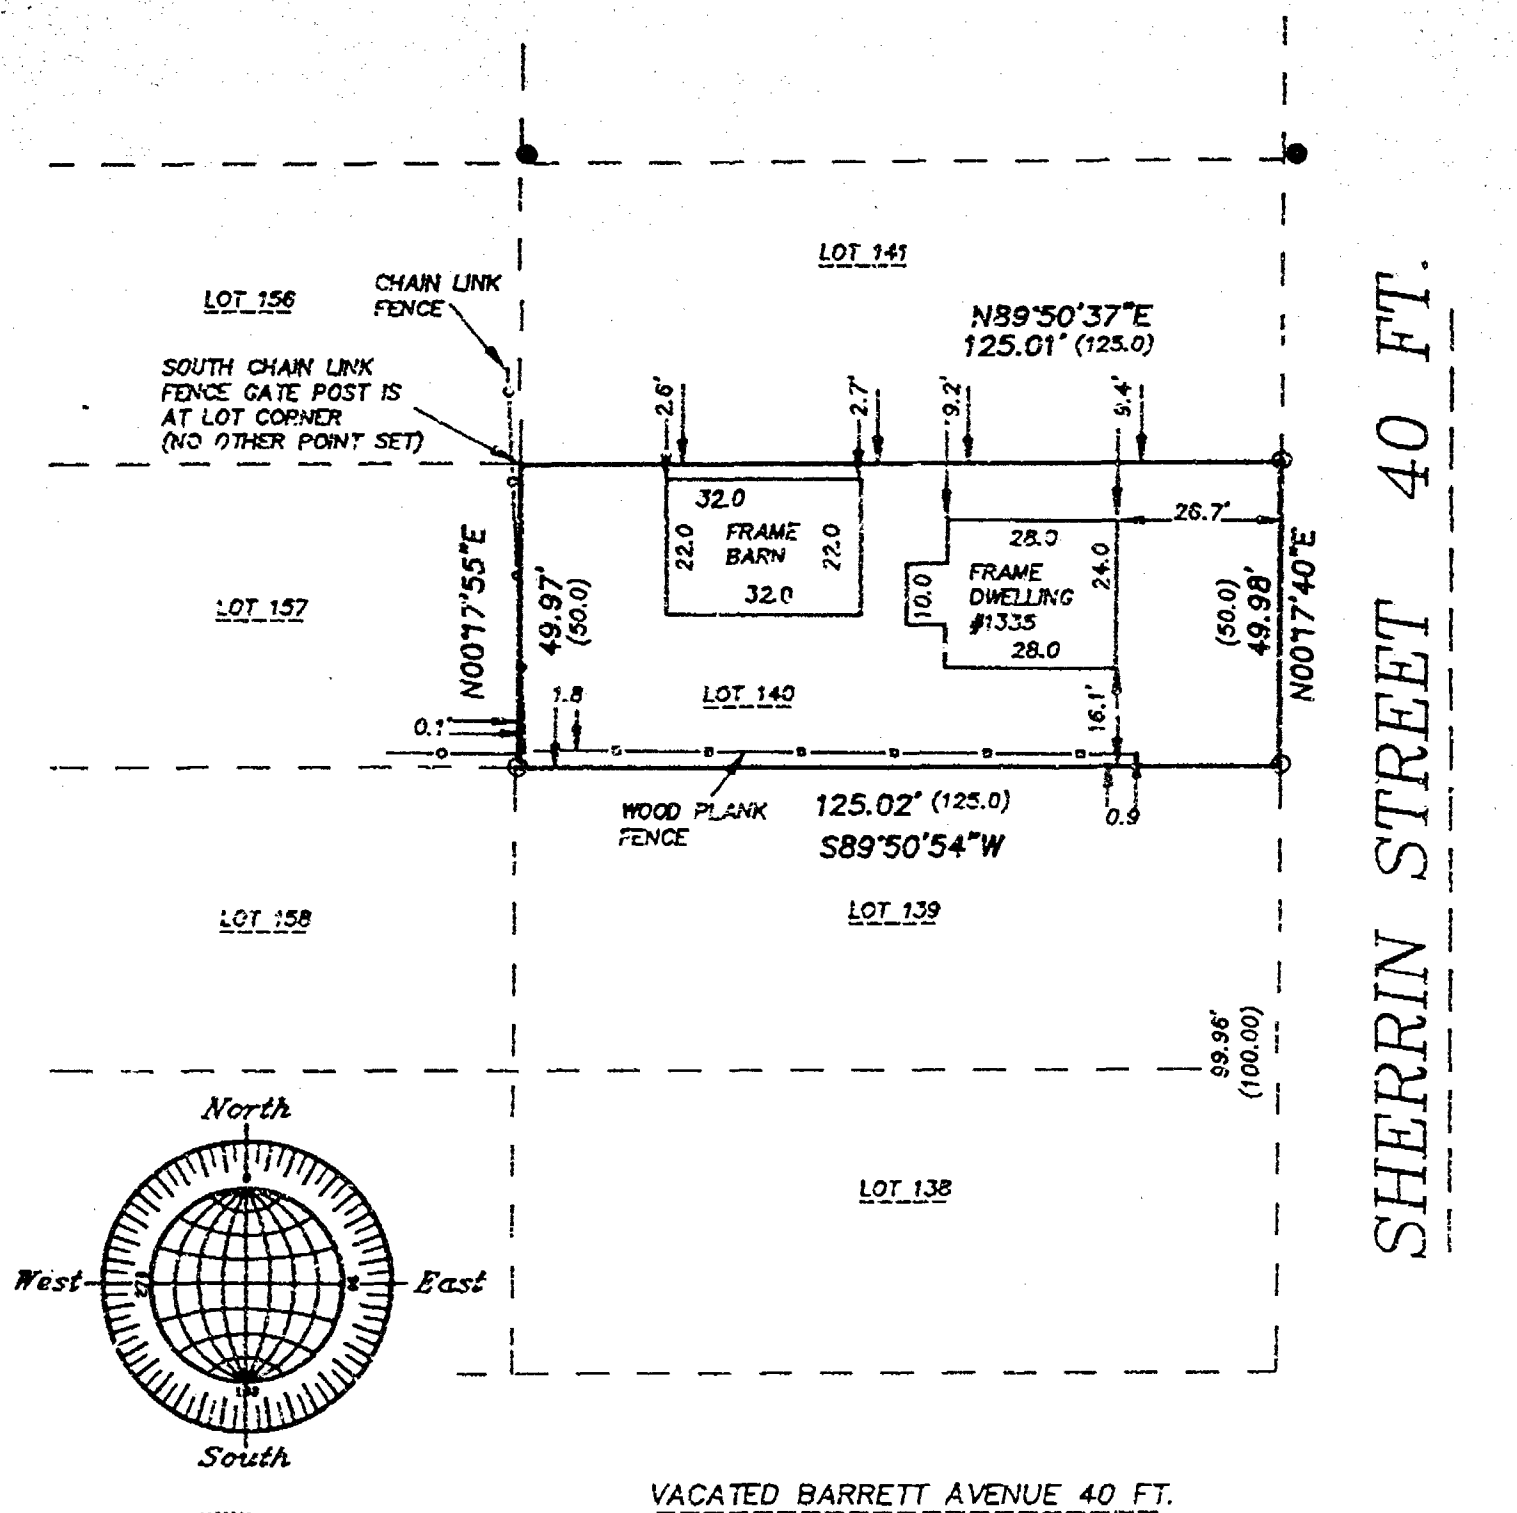 LOT 141
LOT 156
CHAIN LINK
FENCE
N89°50'37"E
125.01' (125.0)
SOUTH CHAIN LINK
FENCE GATE POST IS
AT LOT CORNER
(NO OTHER POINT SET)
2.6'
2.7'
9.2'
9.4'
32.0
22.0
FRAME
BARN
22.0
32.0
28.0
26.7'
FRAME
DWELLING
#1335
24.0
10.0
28.0
LOT 157
N0017'55"E
49.97'
(50.0)
(50.0)
49.98'
N0017'40"E
LOT 140
1.8
16.1'
0.1'
WOOD PLANK
FENCE
125.02' (125.0)
S89°50'54"W
0.9
LOT 158
LOT 139
99.96'
(100.00)
SHERRIN STREET 40 FT.
LOT 138
North
West
East
South
VACATED BARRETT AVENUE 40 FT.